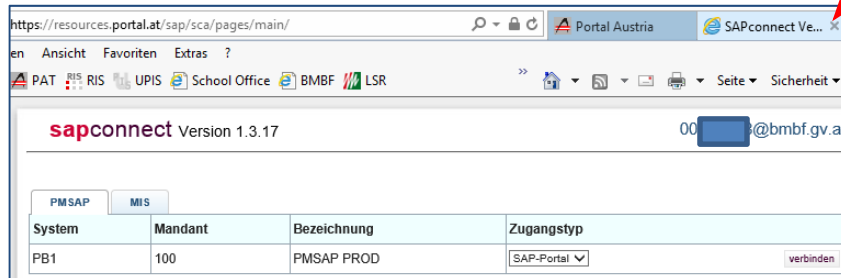 https://resources.portal.at/sap/sca/pages/main/ Portal Austria SAPconnect Ve...
en Ansicht Favoriten Extras ?
PAT RIS RIS UPIS School Office BMBF LSR » Seite Sicherheit
sapconnect Version 1.3.17 00 @bmbf.gv.a
PMSAP MIS
System Mandant Bezeichnung Zugangstyp
PB1 100 PMSAP PROD SAP-Portal verbinden